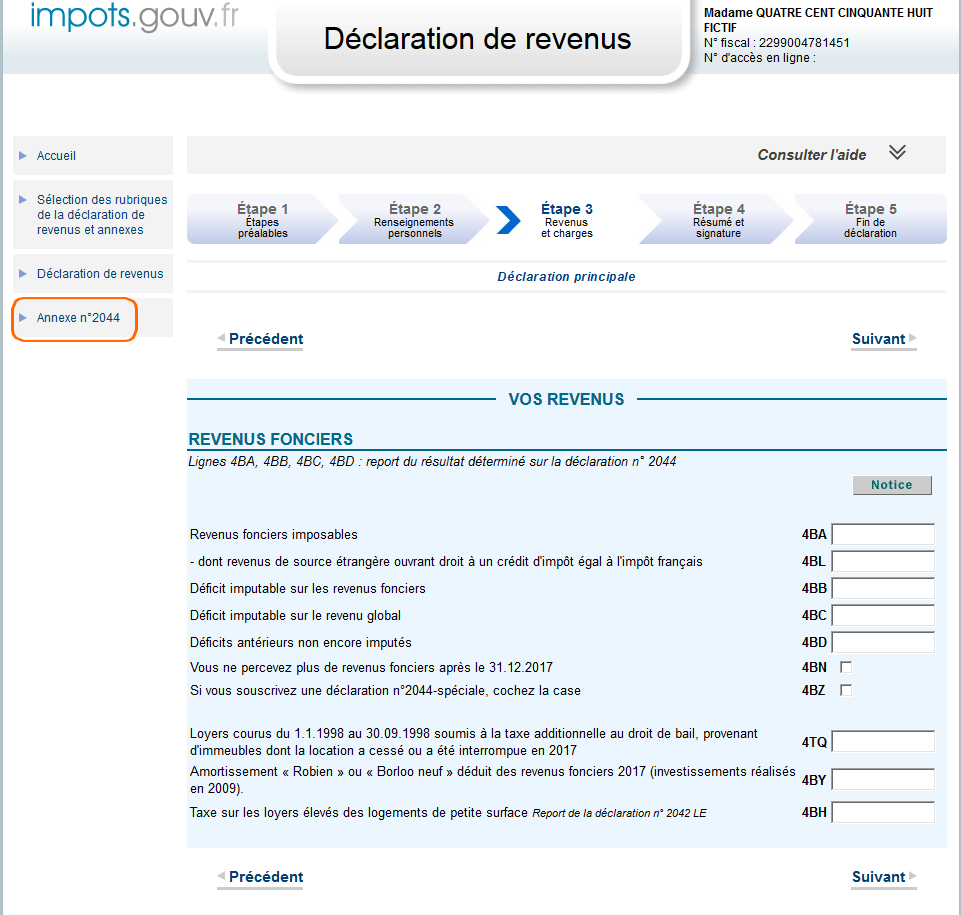 impots.gouv.fr
Déclaration de revenus
Madame QUATRE CENT CINQUANTE HUIT
FICTIF
N° fiscal : 2299004781451
N° d'accès en ligne :
Accueil
Sélection des rubriques
de la déclaration de
revenus et annexes
Déclaration de revenus
Annexe n°2044
Consulter l'aide
Étape 1
Étapes
préalables
Étape 2
Renseignements
personnels
Étape 3
Revenus
et charges
Étape 4
Résumé et
signature
Étape 5
Fin de
déclaration
Déclaration principale
Précédent
Suivant
VOS REVENUS
REVENUS FONCIERS
Lignes 4BA, 4BB, 4BC, 4BD : report du résultat déterminé sur la déclaration n° 2044
Notice
Revenus fonciers imposables 4BA
- dont revenus de source étrangère ouvrant droit à un crédit d'impôt égal à l'impôt français 4BL
Déficit imputable sur les revenus fonciers 4BB
Déficit imputable sur le revenu global 4BC
Déficits antérieurs non encore imputés 4BD
Vous ne percevez plus de revenus fonciers après le 31.12.2017 4BN
Si vous souscrivez une déclaration n°2044-spéciale, cochez la case 4BZ
Loyers courus du 1.1.1998 au 30.09.1998 soumis à la taxe additionnelle au droit de bail, provenant
d'immeubles dont la location a cessé ou a été interrompue en 2017 4TQ
Amortissement « Robien » ou « Borloo neuf » déduit des revenus fonciers 2017 (investissements réalisés
en 2009). 4BY
Taxe sur les loyers élevés des logements de petite surface Report de la déclaration n° 2042 LE 4BH
Précédent
Suivant